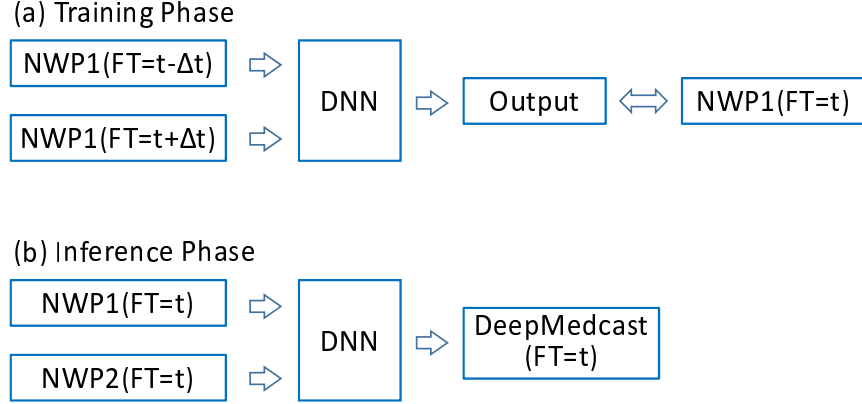 (a) Training Phase
NWP1(FT=t-Δt)
NWP1(FT=t+Δt)
DNN
Output
NWP1(FT=t)
(b) Inference Phase
NWP1(FT=t)
NWP2(FT=t)
DNN
DeepMedcast
(FT=t)